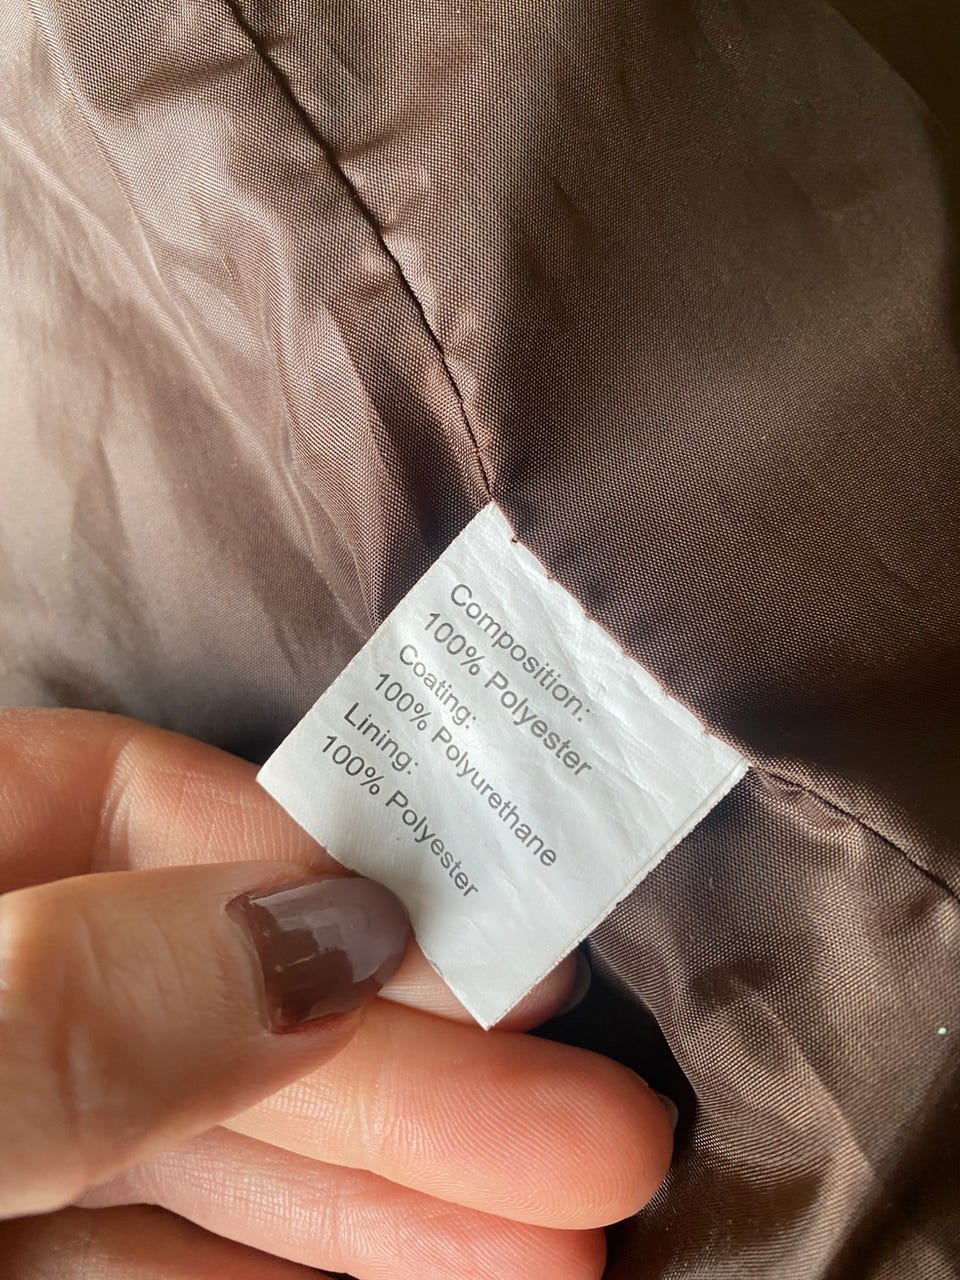 Composition:
100% Polyester
Coating:
100% Polyurethane
Lining:
100% Polyester